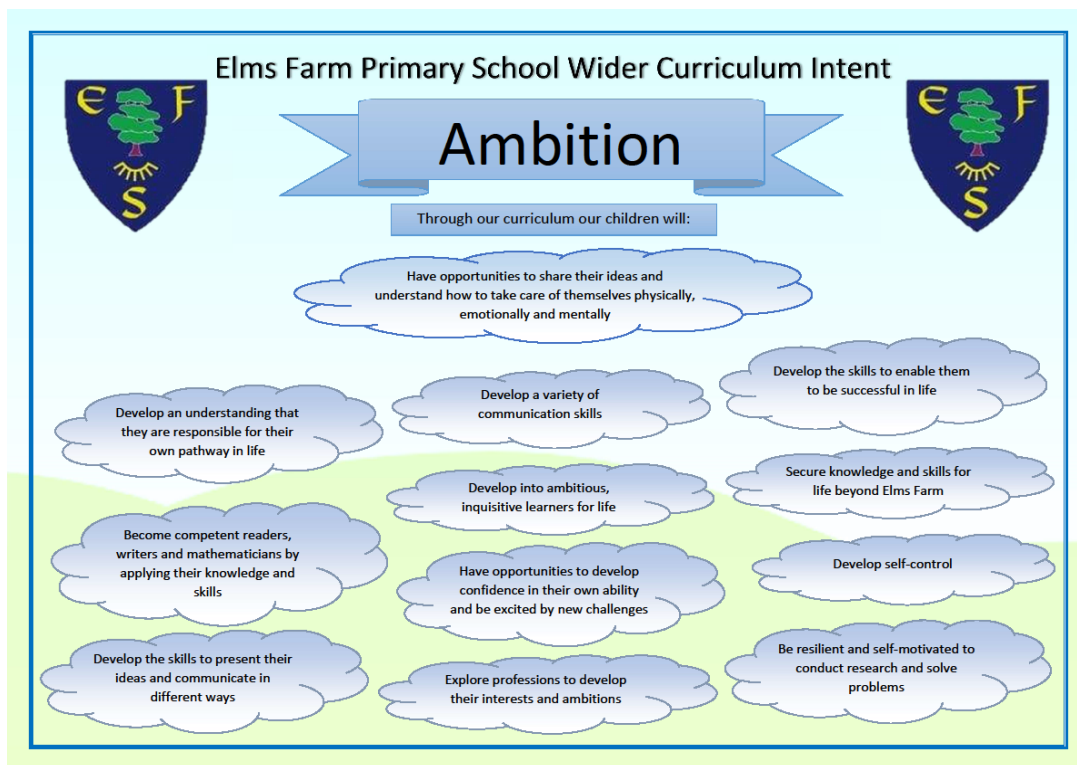 Elms Farm Primary School Wider Curriculum Intent
E F
S
E F
S
Ambition
Through our curriculum our children will:
Have opportunities to share their ideas and
understand how to take care of themselves physically,
emotionally and mentally
Develop an understanding that
they are responsible for their
own pathway in life
Develop a variety of
communication skills
Develop the skills to enable them
to be successful in life
Develop into ambitious,
inquisitive learners for life
Secure knowledge and skills for
life beyond Elms Farm
Become competent readers,
writers and mathematicians by
applying their knowledge and
skills
Have opportunities to develop
confidence in their own ability
and be excited by new challenges
Develop self-control
Develop the skills to present their
ideas and communicate in
different ways
Explore professions to develop
their interests and ambitions
Be resilient and self-motivated to
conduct research and solve
problems